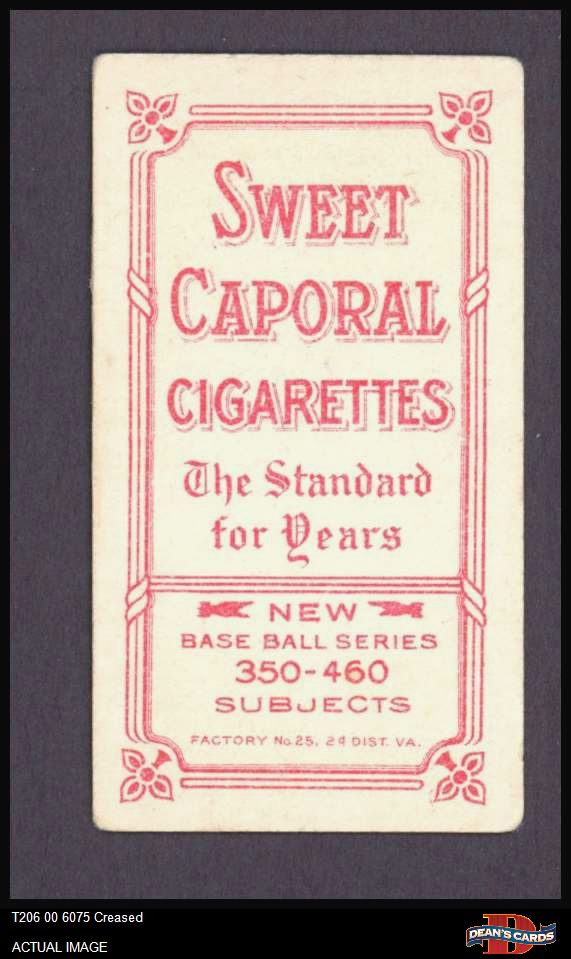 SWEET
CAPORAL
CIGARETTES
The Standard
for Years
NEW
BASE BALL SERIES
350-460
SUBJECTS
FACTORY No. 25, 2d DIST. VA.
T206 00 6075 Creased
ACTUAL IMAGE
D
DEAN'S CARDS